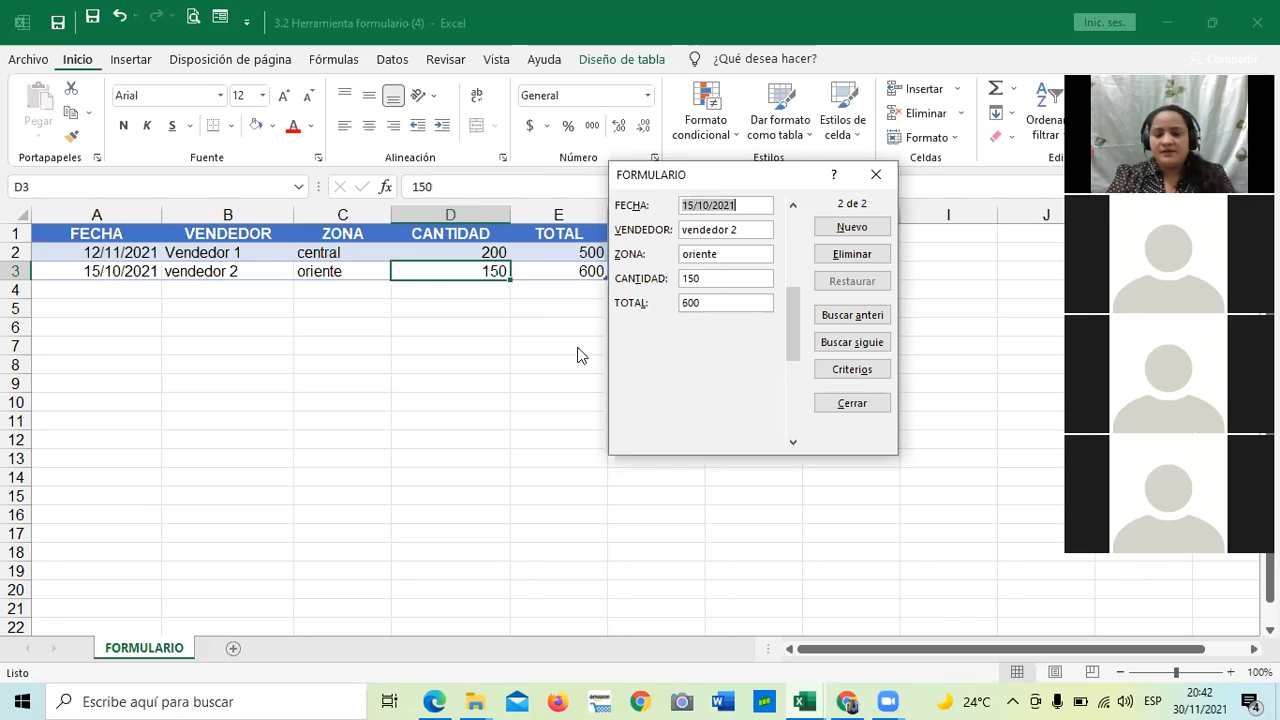 3.2 Herramienta formulario (4) - Excel
Inic. ses.
Archivo Inicio Insertar Disposición de página Fórmulas Datos Revisar Vista Ayuda Diseño de tabla ¿Qué desea hacer? Compartir
Pegar
Portapapeles
Arial 12
N K S
Fuente
ab
Alineación
General
$ % 000
Número
Formato condicional
Dar formato como tabla
Estilos de celda
Estilos
Insertar
Eliminar
Formato
Celdas
Ordenar
filtrar
D3 fx 150
A B C D E I J
1 FECHA VENDEDOR ZONA CANTIDAD TOTAL
2 12/11/2021 Vendedor 1 central 200 500
3 15/10/2021 vendedor 2 oriente 150 600
4
5
6
7
8
9
10
11
12
13
14
15
16
17
18
19
20
21
22
FORMULARIO ?
FECHA: 15/10/2021 2 de 2
VENDEDOR: vendedor 2 Nuevo
ZONA: oriente Eliminar
CANTIDAD: 150 Restaurar
TOTAL: 600
Buscar anteri
Buscar siguie
Criterios
Cerrar
FORMULARIO
Listo 100%
Escribe aquí para buscar 24°C ESP 20:42
30/11/2021 4